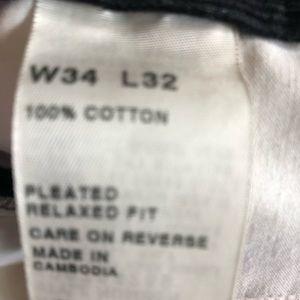 W34 L32
100% COTTON
PLEATED
RELAXED FIT
CARE ON REVERSE
MADE IN
CAMBODIA